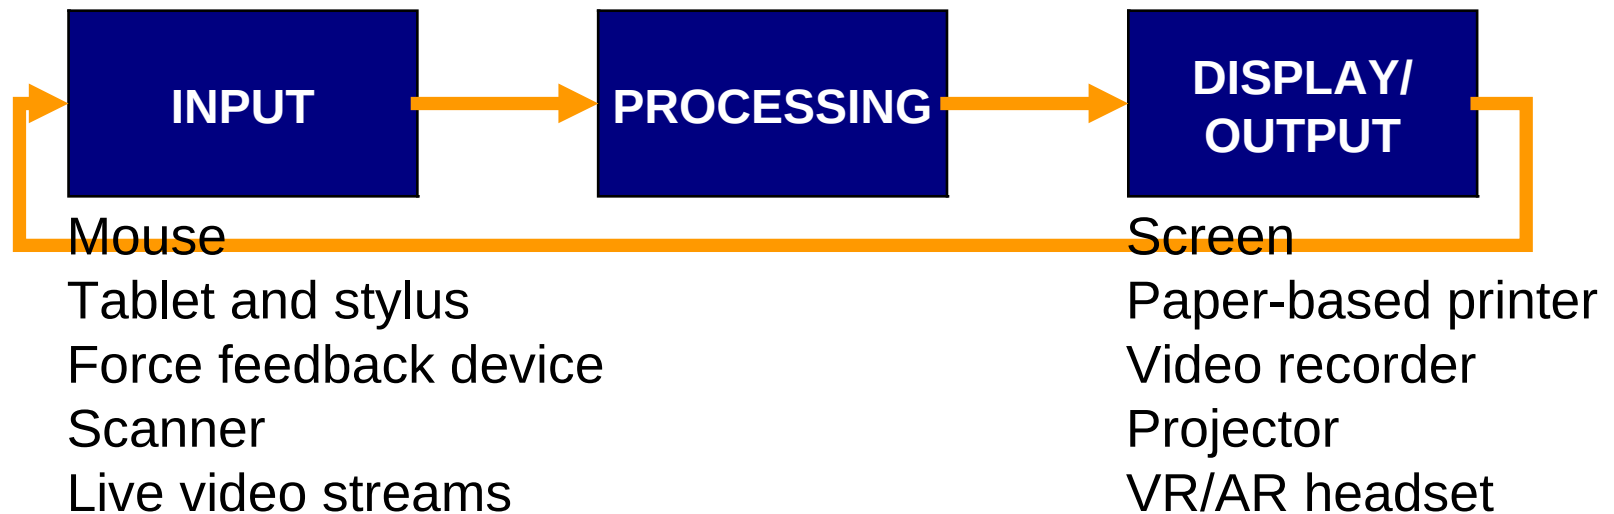 INPUT
PROCESSING
DISPLAY/
OUTPUT
Mouse
Tablet and stylus
Force feedback device
Scanner
Live video streams
Screen
Paper-based printer
Video recorder
Projector
VR/AR headset